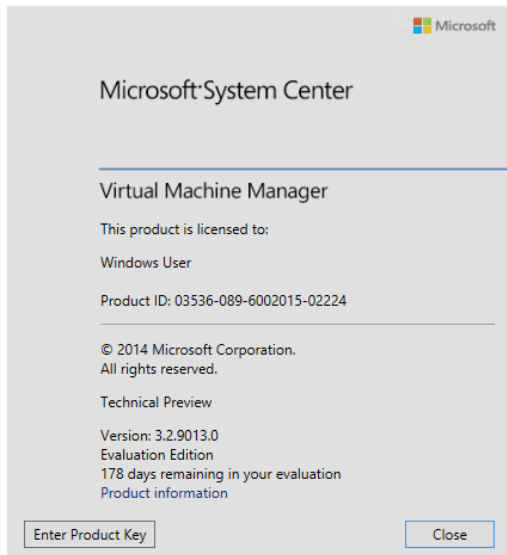 Microsoft
Microsoft® System Center
Virtual Machine Manager
This product is licensed to:
Windows User
Product ID: 03536-089-6002015-02224
© 2014 Microsoft Corporation.
All rights reserved.
Technical Preview
Version: 3.2.9013.0
Evaluation Edition
178 days remaining in your evaluation
Product information
Enter Product Key
Close